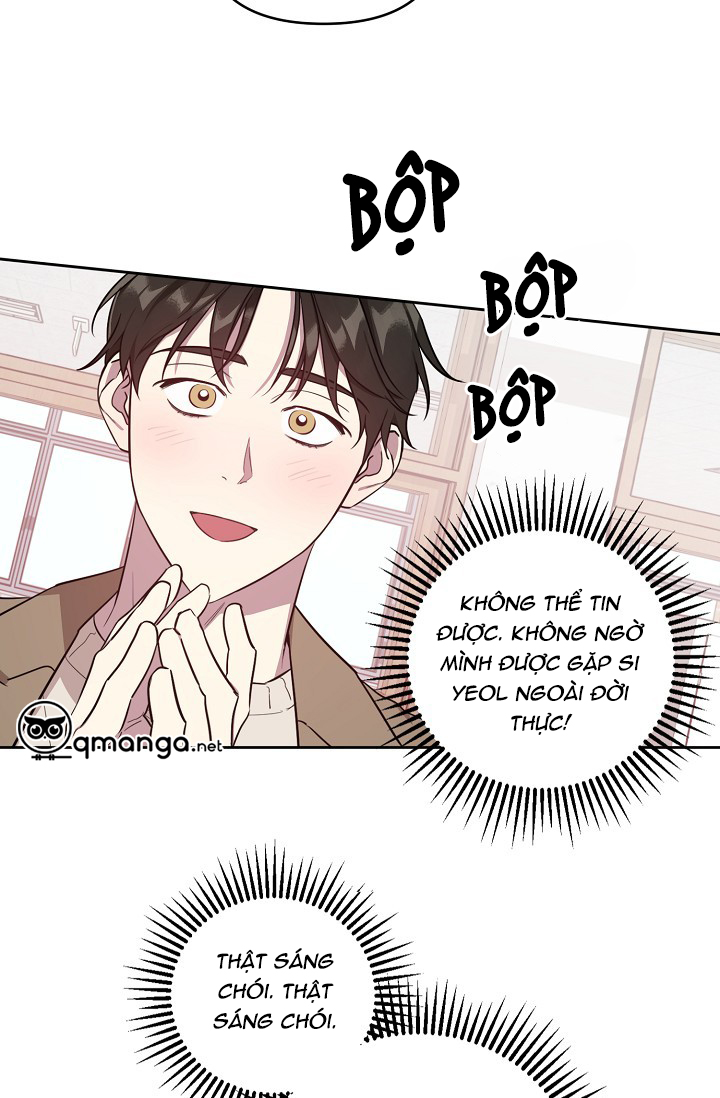 BỘP
BỘP
BỘP
KHÔNG THỂ TIN
ĐƯỢC. KHÔNG NGỜ
MÌNH ĐƯỢC GẶP SI
YEOL NGOÀI ĐỜI
THỰC!
qmanga.net
THẬT SÁNG
CHÓI. THẬT
SÁNG CHÓI.